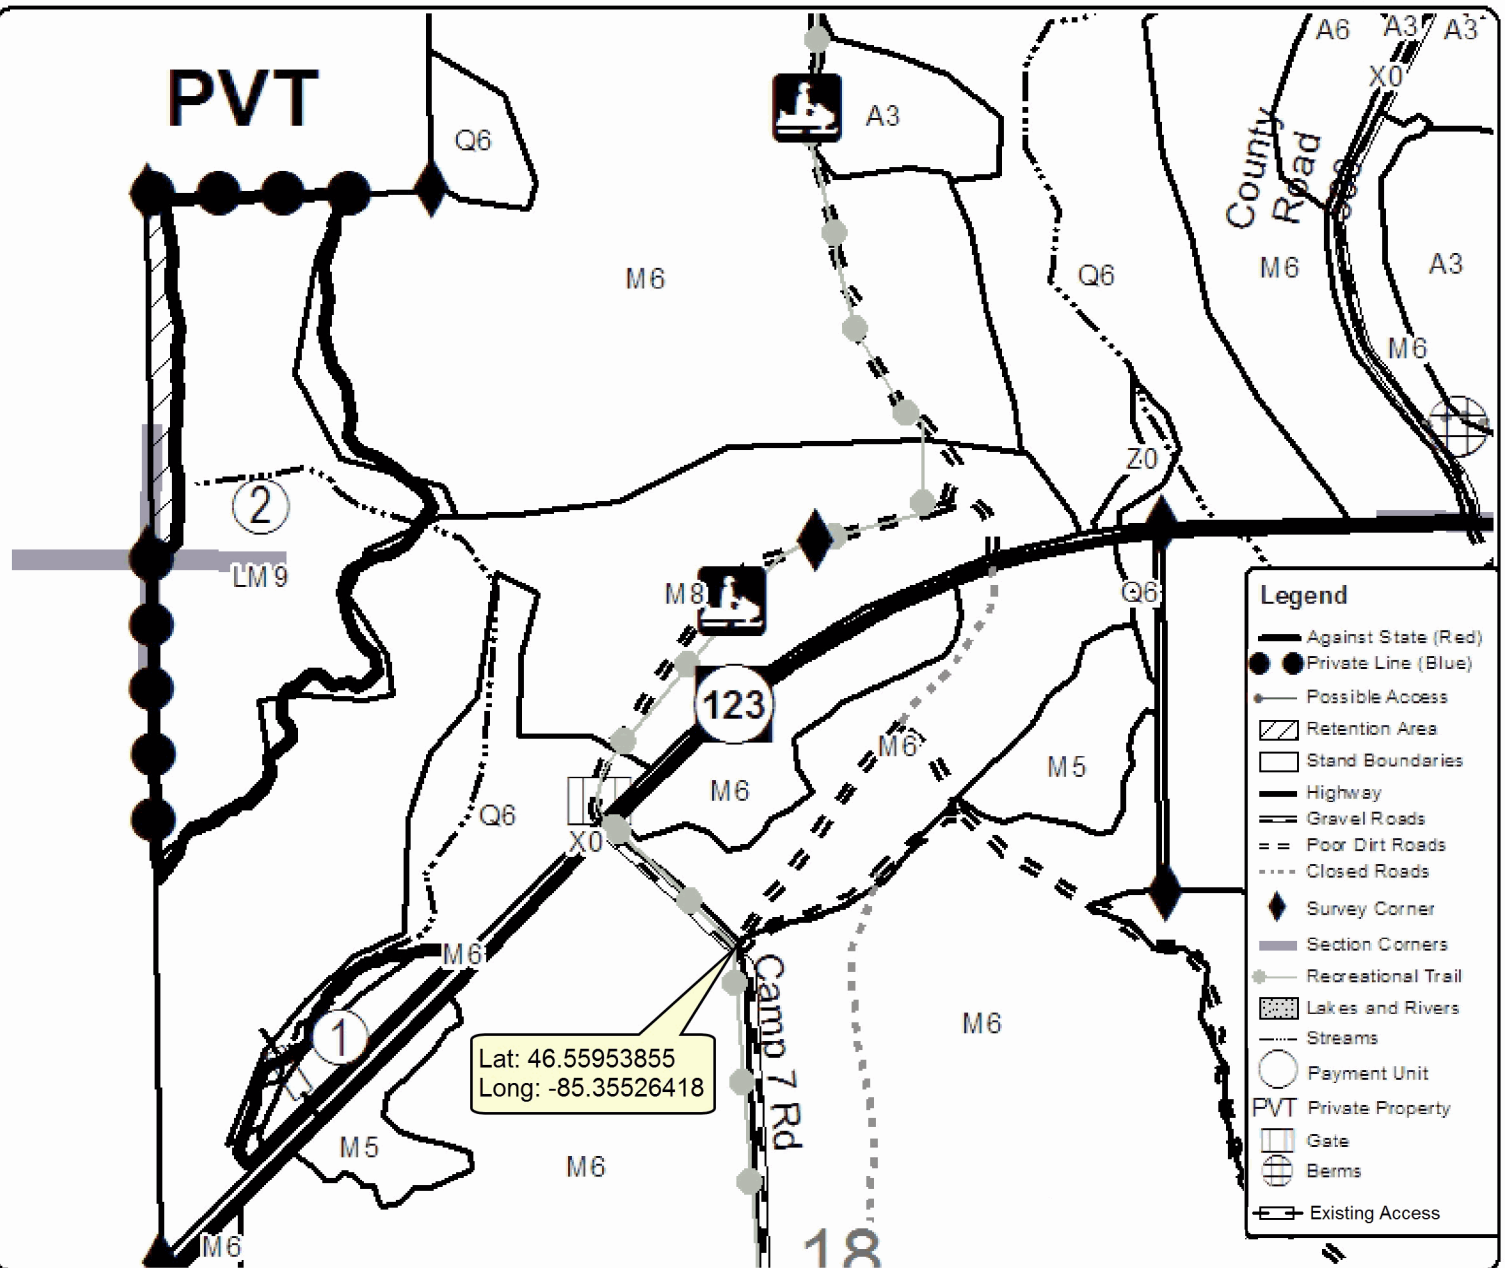 A6
A3
A3
PVT
X0
A3
Q6
County
Road
M6
Q6
M6
A3
M6
Z0
2
LM9
M8
Q6
123
M6
M5
M6
Q6
X0
M6
Camp 7 Rd
1
Lat: 46.55953855
Long: -85.35526418
M6
M5
M6
M6
18
Legend
Against State (Red)
Private Line (Blue)
Possible Access
Retention Area
Stand Boundaries
Highway
Gravel Roads
Poor Dirt Roads
Closed Roads
Survey Corner
Section Corners
Recreational Trail
Lakes and Rivers
Streams
Payment Unit
PVT Private Property
Gate
Berms
Existing Access